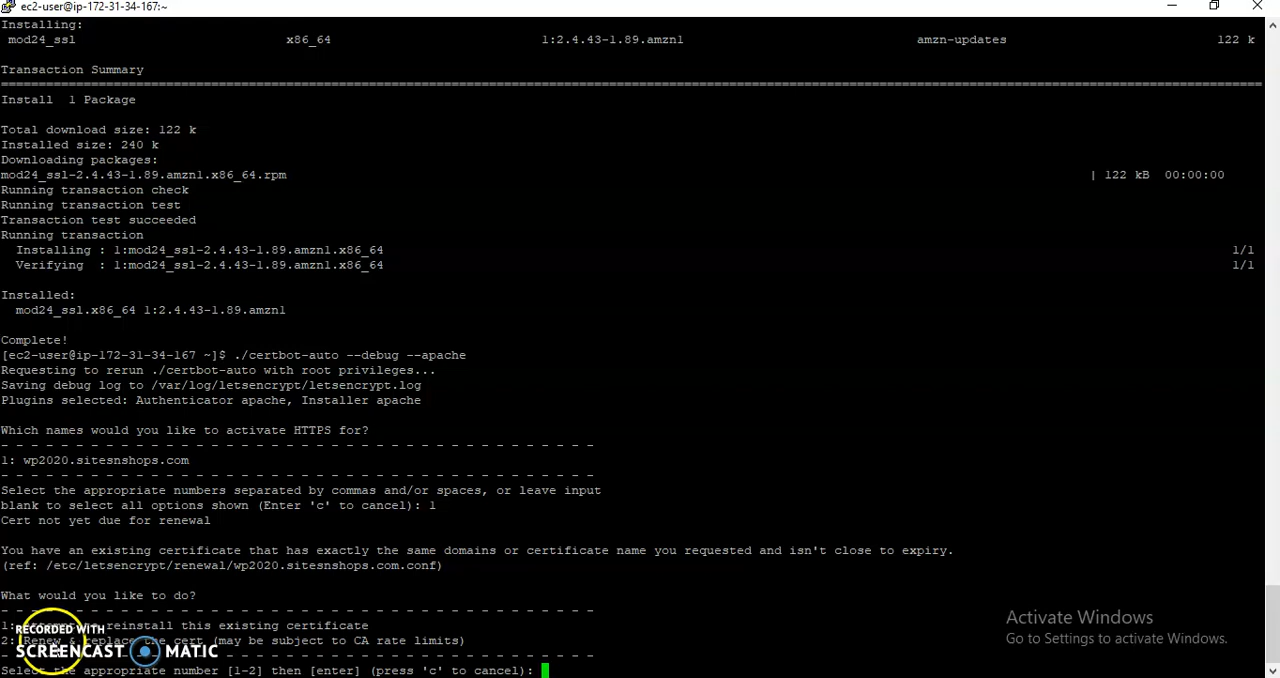 ec2-user@ip-172-31-34-167:~
Installing:
mod24_ssl x86_64 1:2.4.43-1.89.amzn1 amzn-updates 122 k
Transaction Summary
================================================================================
Install 1 Package
Total download size: 122 k
Installed size: 240 k
Downloading packages:
mod24_ssl-2.4.43-1.89.amzn1.x86_64.rpm | 122 kB 00:00:00
Running transaction check
Running transaction test
Transaction test succeeded
Running transaction
Installing : 1:mod24_ssl-2.4.43-1.89.amzn1.x86_64 1/1
Verifying : 1:mod24_ssl-2.4.43-1.89.amzn1.x86_64 1/1
Installed:
mod24_ssl.x86_64 1:2.4.43-1.89.amzn1
Complete!
[ec2-user@ip-172-31-34-167 ~]$ ./certbot-auto --debug --apache
Requesting to rerun ./certbot-auto with root privileges...
Saving debug log to /var/log/letsencrypt/letsencrypt.log
Plugins selected: Authenticator apache, Installer apache
Which names would you like to activate HTTPS for?
- - - - - - - - - - - - - - - - - - - - - - - - - - - - - - - - - - - - - - - -
1: wp2020.sitesnshops.com
- - - - - - - - - - - - - - - - - - - - - - - - - - - - - - - - - - - - - - - -
Select the appropriate numbers separated by commas and/or spaces, or leave input
blank to select all options shown (Enter 'c' to cancel): 1
Cert not yet due for renewal
You have an existing certificate that has exactly the same domains or certificate name you requested and isn't close to expiry.
(ref: /etc/letsencrypt/renewal/wp2020.sitesnshops.com.conf)
What would you like to do?
- - - - - - - - - - - - - - - - - - - - - - - - - - - - - - - - - - - - - - - -
1: reinstall this existing certificate
2: Renew & replace the cert (may be subject to CA rate limits)
- - - - - - - - - - - - - - - - - - - - - - - - - - - - - - - - - - - - - - - -
Select the appropriate number [1-2] then [enter] (press 'c' to cancel):
RECORDED WITH
SCREENCAST MATIC
Activate Windows
Go to Settings to activate Windows.